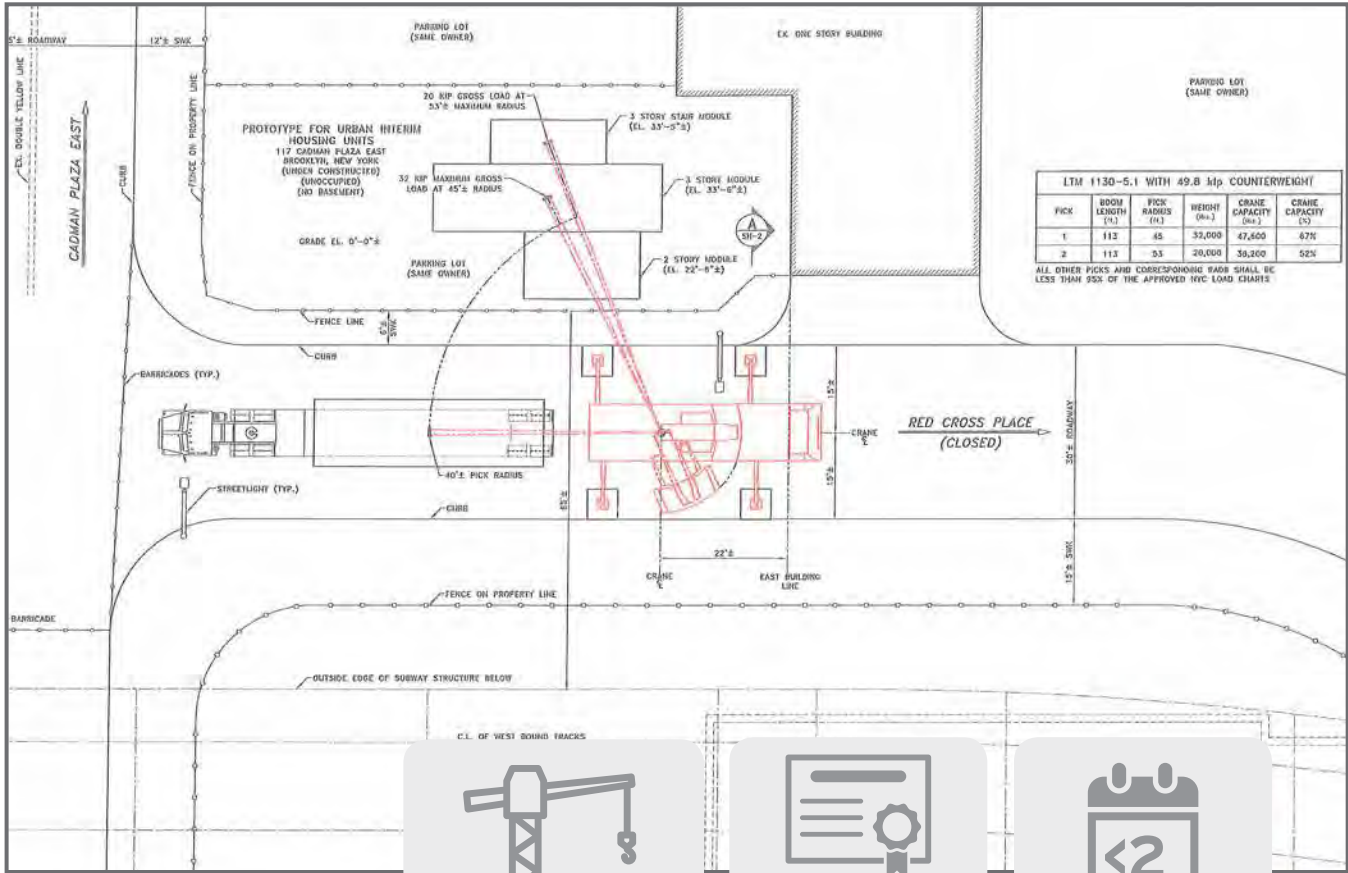 PARKING LOT
(SAME OWNER)
EX. ONE STORY BUILDING
PARKING LOT
(SAME OWNER)
5'± ROADWAY
12'± SWK
EX. DOUBLE YELLOW LINE
CADMAN PLAZA EAST
CURB
FENCE ON PROPERTY LINE
20 KIP GROSS LOAD AT
53'± MAXIMUM RADIUS
3 STORY STAIR MODULE
(EL. 33'-5"±)
PROTOTYPE FOR URBAN INTERIM
HOUSING UNITS
117 CADMAN PLAZA EAST
BROOKLYN, NEW YORK
(UNDER CONSTRUCTED)
(UNOCCUPIED)
(NO BASEMENT)
32 KIP MAXIMUM GROSS
LOAD AT 45'± RADIUS
3 STORY MODULE
(EL. 33'-6"±)
A
SH-2
GRADE EL. 0'-0"±
PARKING LOT
(SAME OWNER)
2 STORY MODULE
(EL. 22'-8"±)
LTM 1130-5.1 WITH 49.8 kip COUNTERWEIGHT
PICK BOOM LENGTH (ft.) PICK RADIUS (ft.) WEIGHT (lbs.) CRANE CAPACITY (lbs.) CRANE CAPACITY (%)
1 113 45 32,000 47,600 67%
2 113 53 20,000 38,200 52%
ALL OTHER PICKS AND CORRESPONDING RADII SHALL BE
LESS THAN 95% OF THE APPROVED NYC LOAD CHARTS
FENCE LINE
6'± SWK
CURB
BARRICADES (TYP.)
15'±
CRANE
RED CROSS PLACE
(CLOSED)
30'± ROADWAY
40'± PICK RADIUS
STREETLIGHT (TYP.)
65'±
15'±
CURB
22'±
CRANE
EAST BUILDING
LINE
15'± SWK
FENCE ON PROPERTY LINE
BARRICADE
OUTSIDE EDGE OF SUBWAY STRUCTURE BELOW
C.L. OF WEST BOUND TRACKS
<2